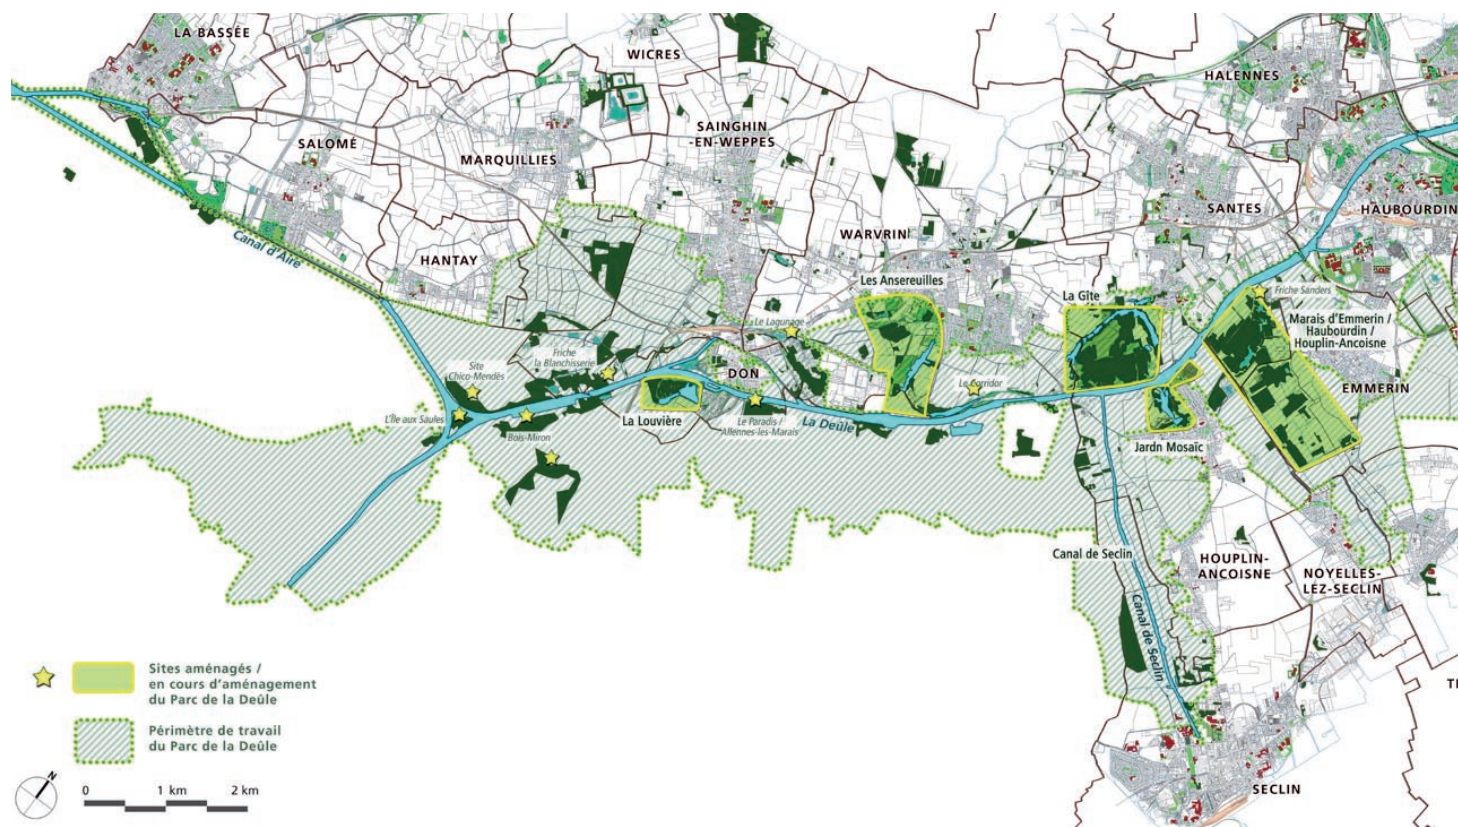 LA BASSÉE
WICRES
HALENNES
SALOMÉ
MARQUILLIES
SAINGHIN
-EN-WEPPES
SANTES
HAUBOURDIN
WARVRIN
HANTAY
Canal d'Aire
Les Ansereuilles
La Gîte
Friche Sanders
Marais d'Emmerin /
Haubourdin /
Houplin-Ancoisne
EMMERIN
Le Lagunage
Friche
la Blanchisserie
Site
Chico-Mendès
DON
Le Corridor
L'Île aux Saules
Bois-Miron
La Louvière
Le Paradis /
Allennes-les-Marais
La Deûle
Jardn Mosaïc
Canal de Seclin
Canal de Seclin
HOUPLIN-
ANCOISNE
NOYELLES-
LEZ-SECLIN
SECLIN
Sites aménagés /
en cours d'aménagement
du Parc de la Deûle
Périmètre de travail
du Parc de la Deûle
N
0 1 km 2 km